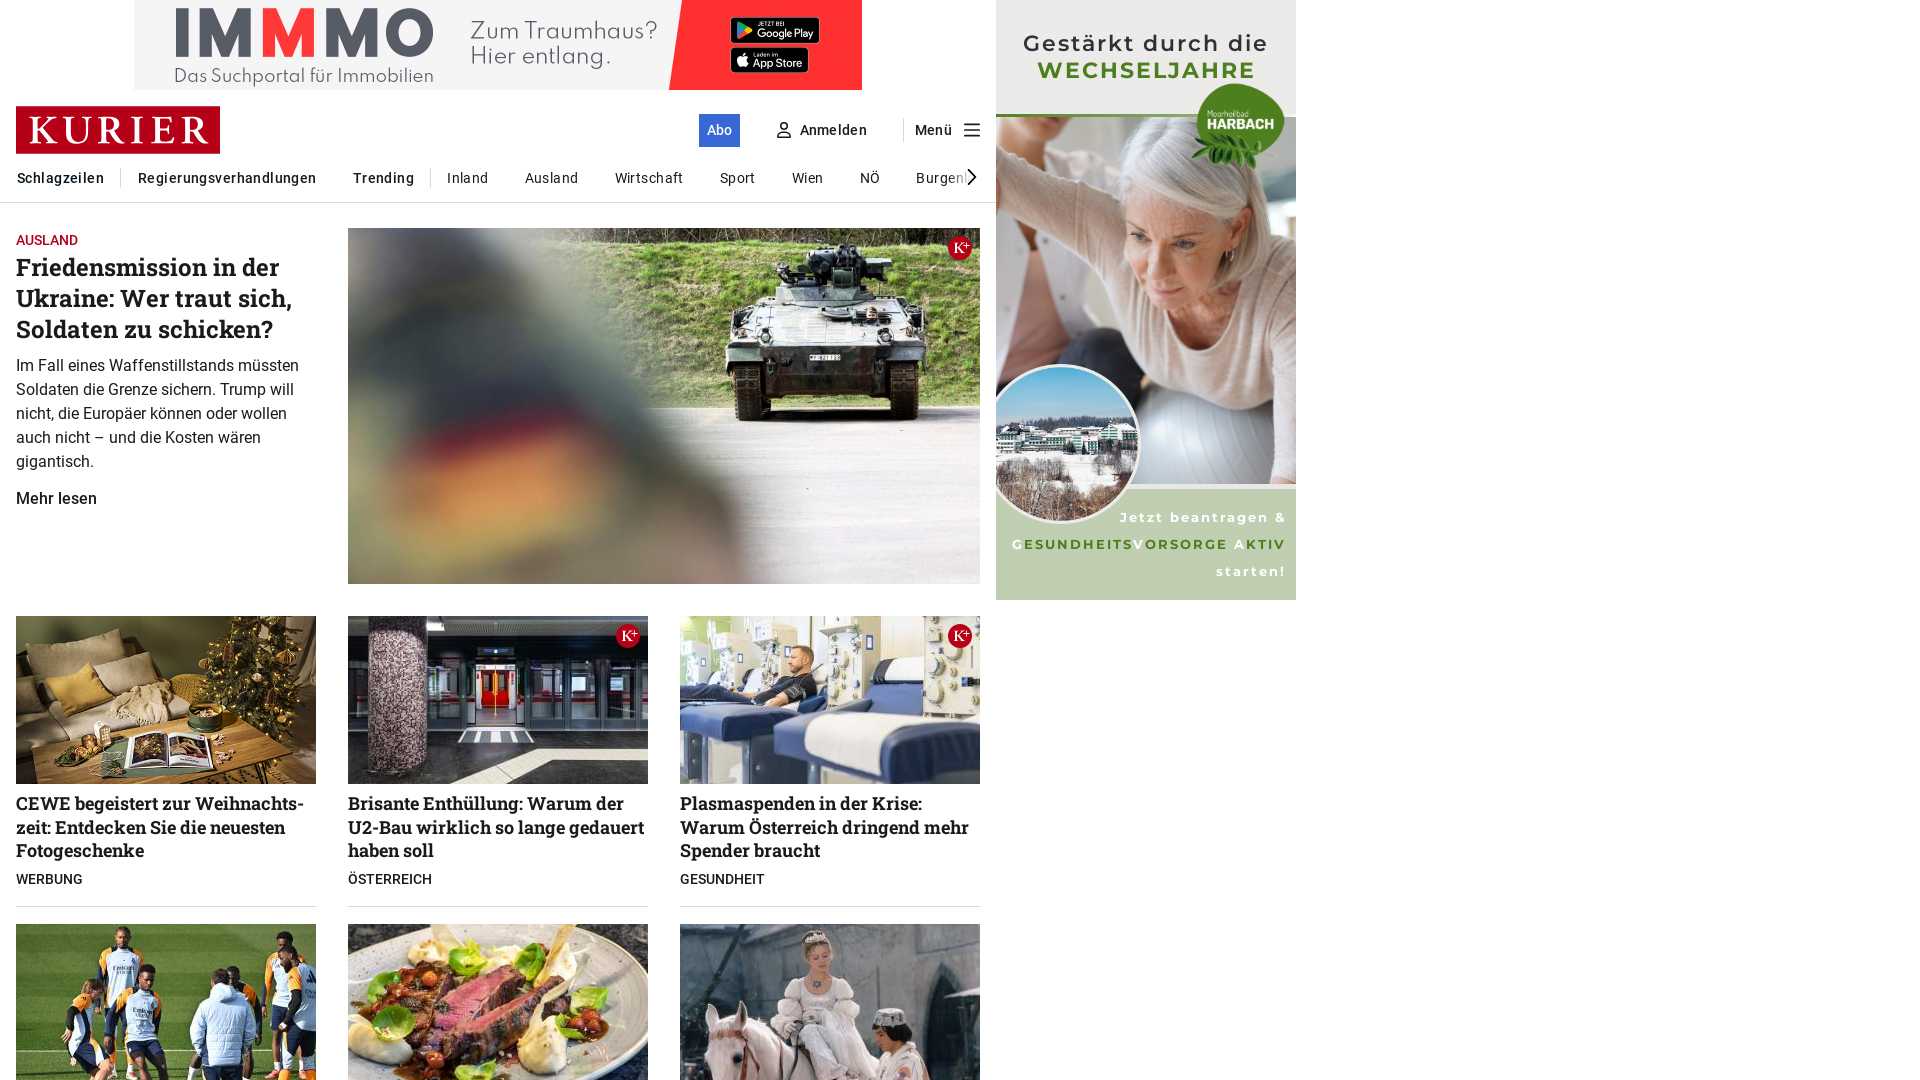 IMMMO
Das Suchportal für Immobilien
Zum Traumhaus?
Hier entlang.
JETZT BEI
Google Play
Laden im
App Store
Gestärkt durch die
WECHSELJAHRE
Moorheilbad
HARBACH
KURIER
Abo
Anmelden
Menü
Schlagzeilen
Regierungsverhandlungen
Trending
Inland
Ausland
Wirtschaft
Sport
Wien
NÖ
AUSLAND
Friedensmission in der
Ukraine: Wer traut sich,
Soldaten zu schicken?
Im Fall eines Waffenstillstands müssten
Soldaten die Grenze sichern. Trump will
nicht, die Europäer können oder wollen
auch nicht – und die Kosten wären
gigantisch.
Mehr lesen
K+
Jetzt beantragen &
GESUNDHEITSVORSORGE AKTIV
starten!
CEWE begeistert zur Weihnachts-
zeit: Entdecken Sie die neuesten
Fotogeschenke
WERBUNG
K+
Brisante Enthüllung: Warum der
U2-Bau wirklich so lange gedauert
haben soll
ÖSTERREICH
K+
Plasmaspenden in der Krise:
Warum Österreich dringend mehr
Spender braucht
GESUNDHEIT